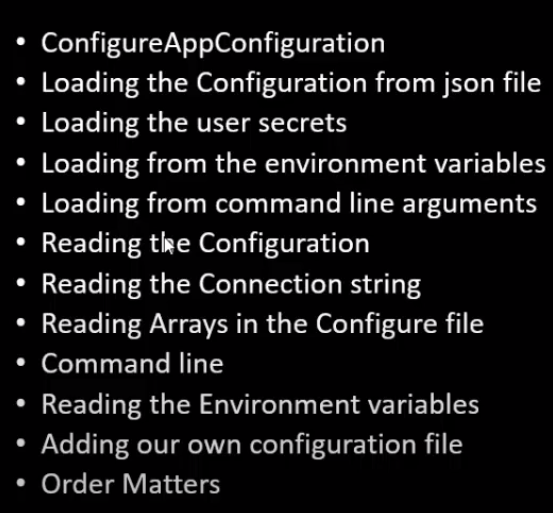 • ConfigureAppConfiguration
• Loading the Configuration from json file
• Loading the user secrets
• Loading from the environment variables
• Loading from command line arguments
• Reading the Configuration
• Reading the Connection string
• Reading Arrays in the Configure file
• Command line
• Reading the Environment variables
• Adding our own configuration file
• Order Matters